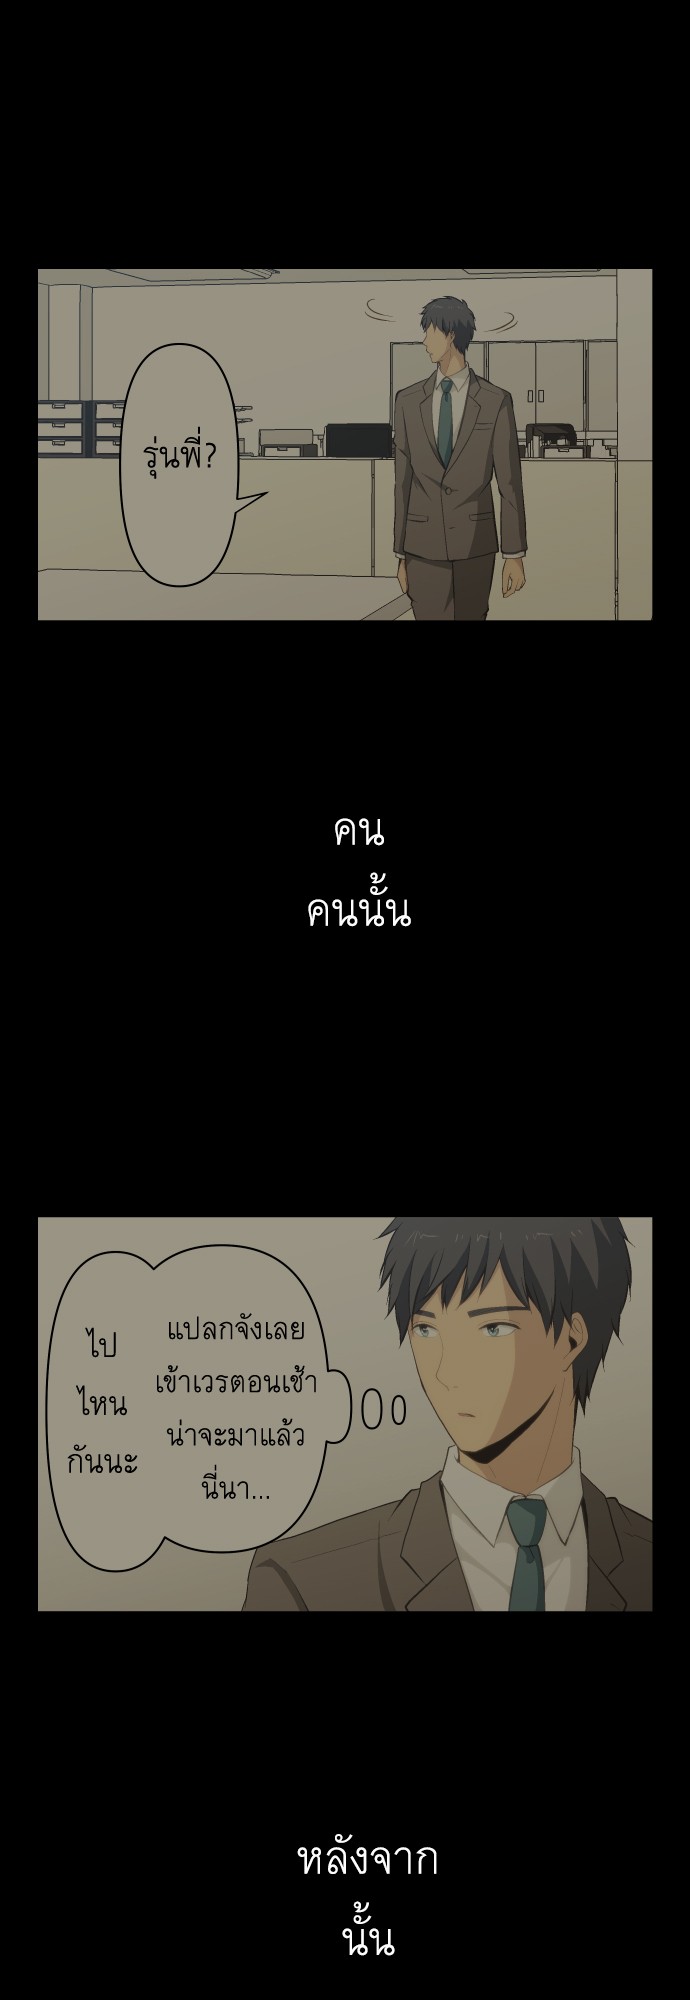 รุ่นพี่?
คน
คนนั้น
แปลกจังเลย
เข้าเวรตอนเช้า
น่าจะมาแล้ว
นี่นา...
ไป
ไหน
กันนะ
หลังจาก
นั้น